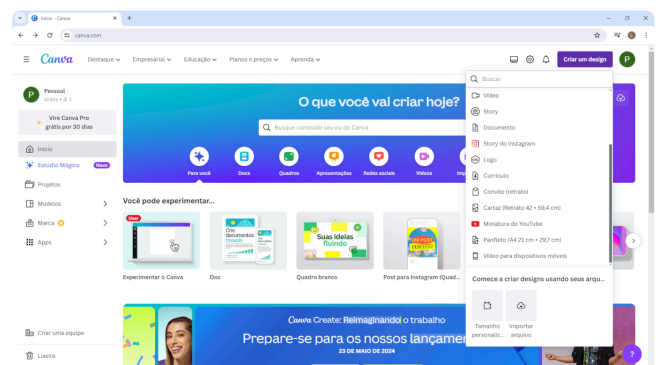 Início - Canva
canva.com
Canva
Destaque
Empresarial
Educação
Planos e preços
Aprenda
Criar um design
P
P
Pessoal
Grátis • 1
Vire Canva Pro
grátis por 30 dias
Início
Estúdio Mágico
Novo
Projetos
Modelos
Marca
Apps
Criar uma equipe
Lixeira
O que você vai criar hoje?
Busque conteúdo seu ou do Canva
Para você
Docs
Quadros
Apresentações
Redes sociais
Vídeos
Você pode experimentar...
Usar
Crie
documentos
visuais
Suas ideias
fluindo
UM POST
PERFEITO
Experimentar o Canva
Doc
Quadro branco
Post para Instagram (Quad...
Canva Create: Reimaginando o trabalho
Prepare-se para os nossos lançamen
23 DE MAIO DE 2024
Buscar
Vídeo
Story
Documento
Story do Instagram
Logo
Currículo
Convite (retrato)
Cartaz (Retrato 42 × 59,4 cm)
Miniatura do YouTube
Panfleto (A4 21 cm × 29,7 cm)
Vídeo para dispositivos móveis
Comece a criar designs usando seus arqu...
Tamanho
personaliz...
Importar
arquivo
?